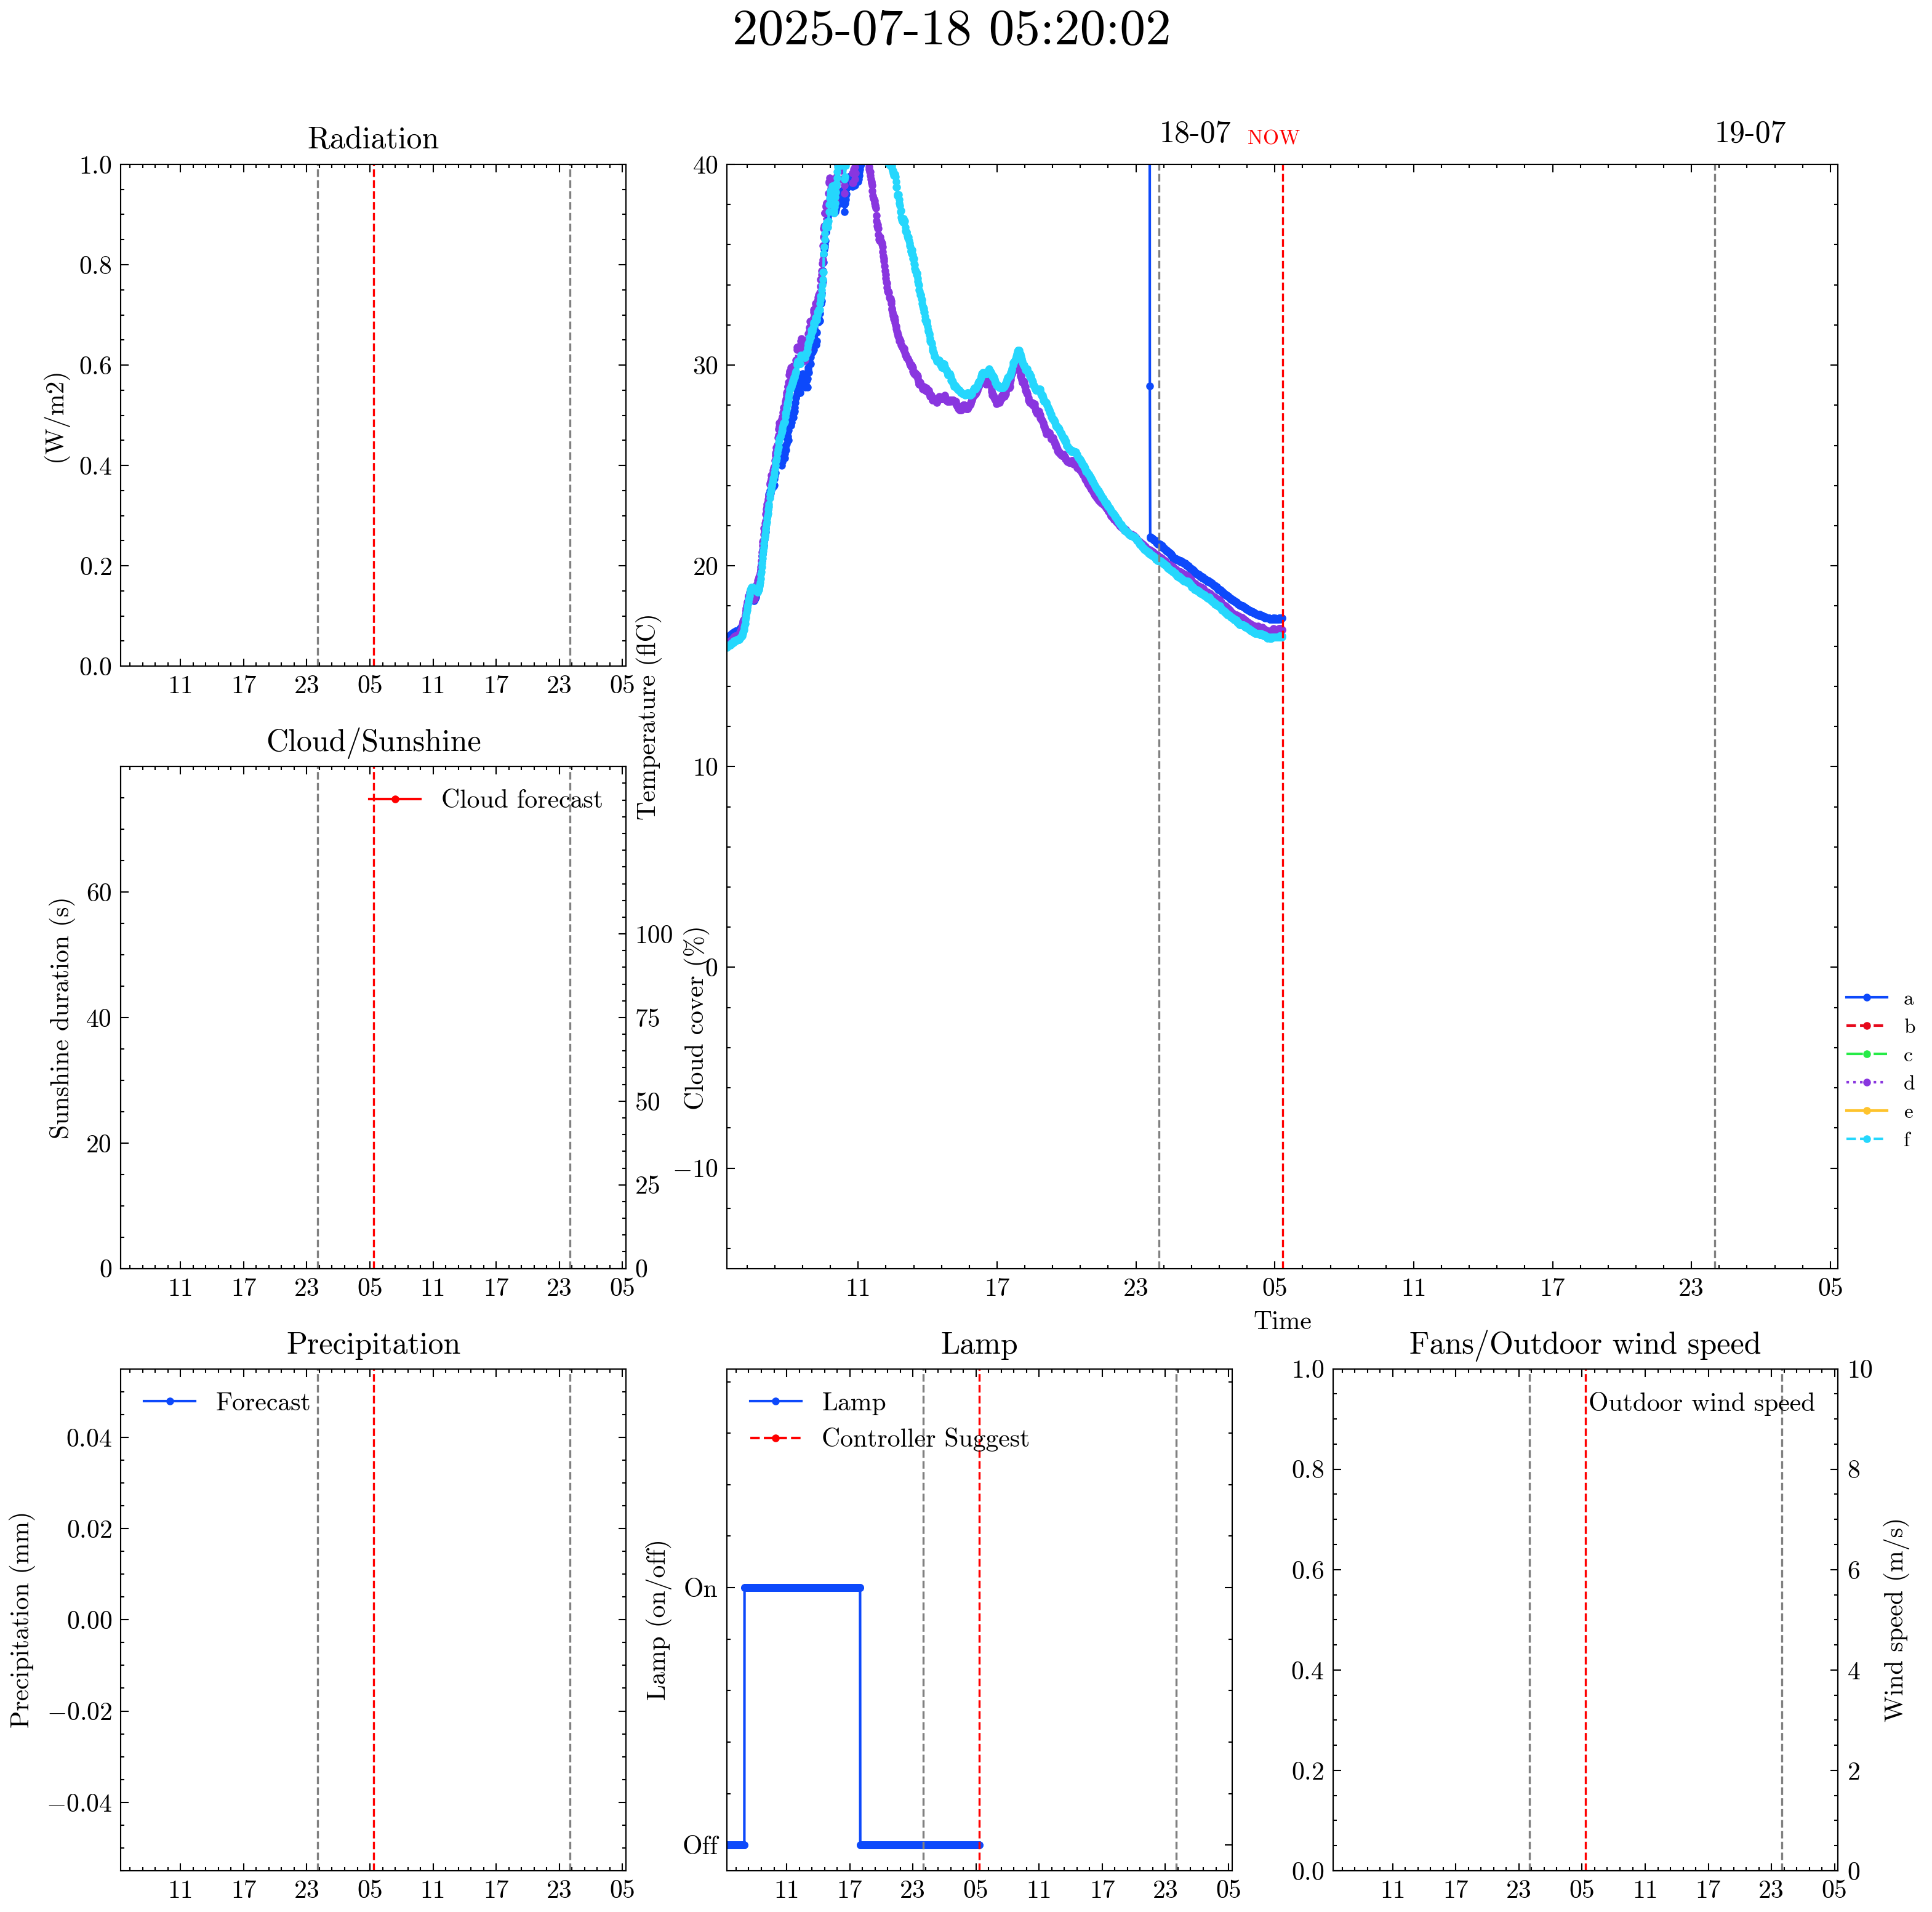 2025-07-18 05:20:02
Radiation
(W/m2)
1.0
0.8
0.6
0.4
0.2
0.0
11 17 23 05 11 17 23 05
18-07
NOW
19-07
Temperature (flC)
40
30
20
10
0
−10
11 17 23 05 11 17 23 05
Time
a
b
c
d
e
f
Cloud/Sunshine
Cloud forecast
Sunshine duration (s)
60
40
20
0
Cloud cover (%)
100
75
50
25
0
11 17 23 05 11 17 23 05
Precipitation
Forecast
Precipitation (mm)
0.04
0.02
0.00
−0.02
−0.04
11 17 23 05 11 17 23 05
Lamp
Lamp
Controller Suggest
Lamp (on/off)
On
Off
11 17 23 05 11 17 23 05
Fans/Outdoor wind speed
Outdoor wind speed
1.0
0.8
0.6
0.4
0.2
0.0
Wind speed (m/s)
10
8
6
4
2
0
11 17 23 05 11 17 23 05